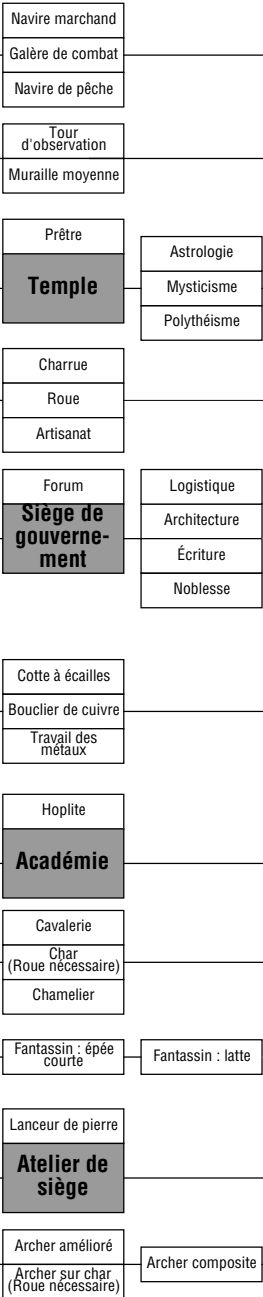 Navire marchand
Galère de combat
Navire de pêche
Tour
d'observation
Muraille moyenne
Prêtre
Temple
Astrologie
Mysticisme
Polythéisme
Charrue
Roue
Artisanat
Forum
Siège de
gouverne-
ment
Logistique
Architecture
Écriture
Noblesse
Cotte à écailles
Bouclier de cuivre
Travail des
métaux
Hoplite
Académie
Cavalerie
Char
(Roue nécessaire)
Chamelier
Fantassin : épée
courte
Fantassin : latte
Lanceur de pierre
Atelier de
siège
Archer amélioré
Archer sur char
(Roue nécessaire)
Archer composite